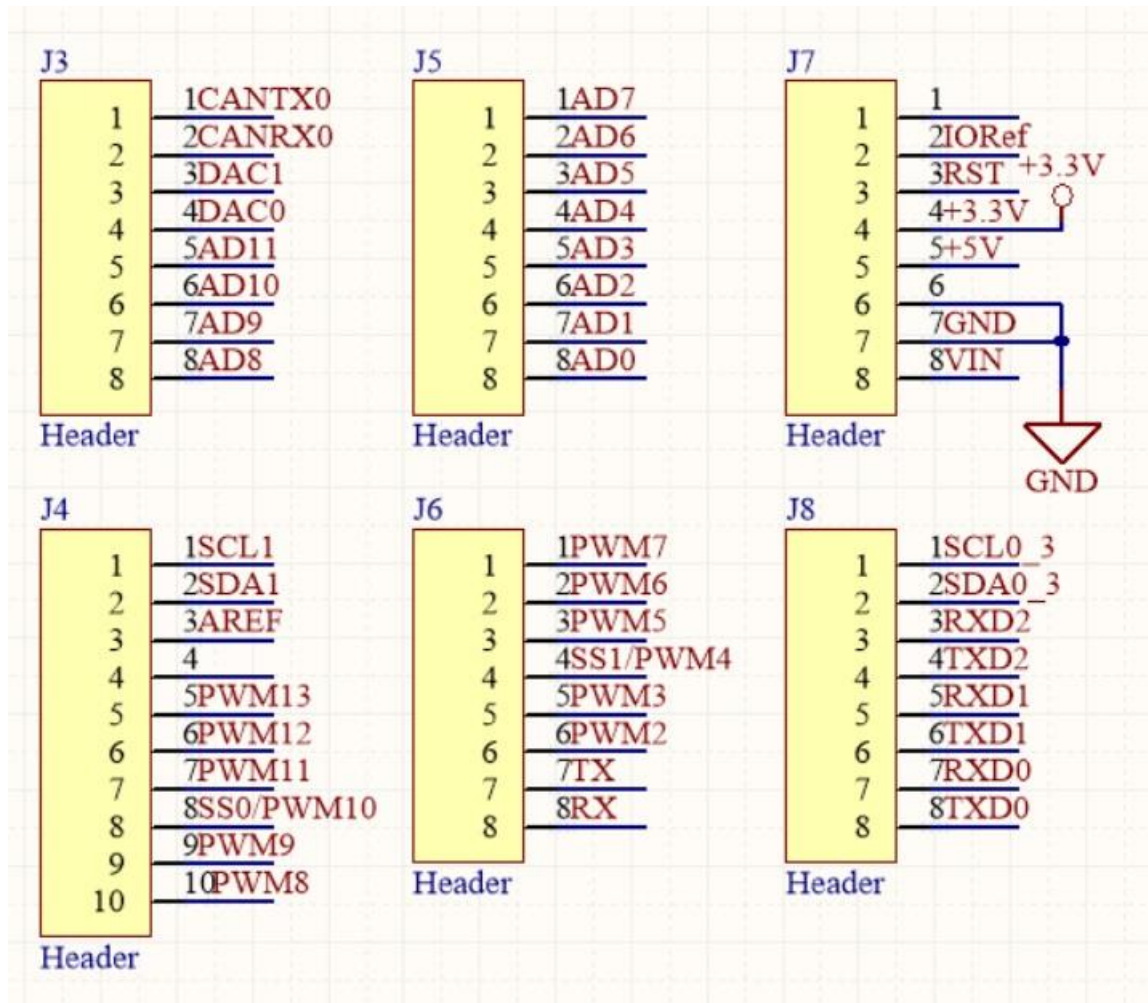 J3
1 1CANTX0
2 2CANRX0
3 3DAC1
4 4DAC0
5 5AD11
6 6AD10
7 7AD9
8 8AD8
Header
J5
1 1AD7
2 2AD6
3 3AD5
4 4AD4
5 5AD3
6 6AD2
7 7AD1
8 8AD0
Header
J7
1 1
2 2IORef
3 3RST +3.3V
4 4+3.3V
5 5+5V
6 6
7 7GND
8 8VIN
Header
GND
J4
1 1SCL1
2 2SDA1
3 3AREF
4 4
5 5PWM13
6 6PWM12
7 7PWM11
8 8SS0/PWM10
9 9PWM9
10 10PWM8
Header
J6
1 1PWM7
2 2PWM6
3 3PWM5
4 4SS1/PWM4
5 5PWM3
6 6PWM2
7 7TX
8 8RX
Header
J8
1 1SCL0_3
2 2SDA0_3
3 3RXD2
4 4TXD2
5 5RXD1
6 6TXD1
7 7RXD0
8 8TXD0
Header